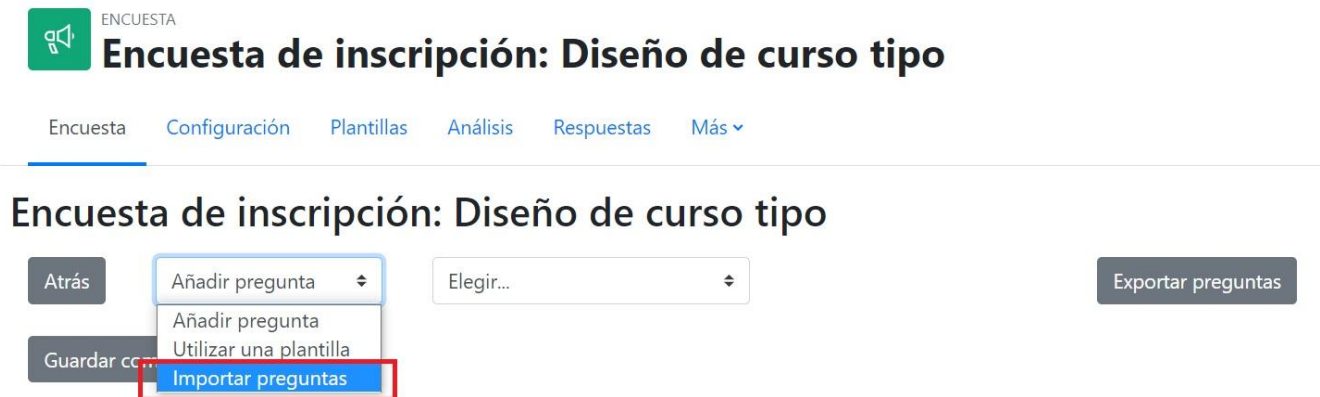 ENCUESTA
Encuesta de inscripción: Diseño de curso tipo
Encuesta Configuración Plantillas Análisis Respuestas Más
Encuesta de inscripción: Diseño de curso tipo
Atrás Añadir pregunta Elegir... Exportar preguntas
Añadir pregunta
Utilizar una plantilla
Guardar
Importar preguntas